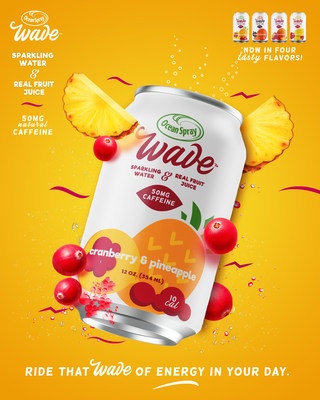 Ocean Spray
Wave™
SPARKLING
WATER
&
REAL FRUIT
JUICE
50MG
natural
CAFFEINE
NOW IN FOUR
tasty FLAVORS!
Ocean Spray
Wave™
SPARKLING WATER & REAL FRUIT JUICE
50MG
CAFFEINE
cranberry & pineapple
12 OZ. (354 mL)
10
Cal
RIDE THAT Wave OF ENERGY IN YOUR DAY.